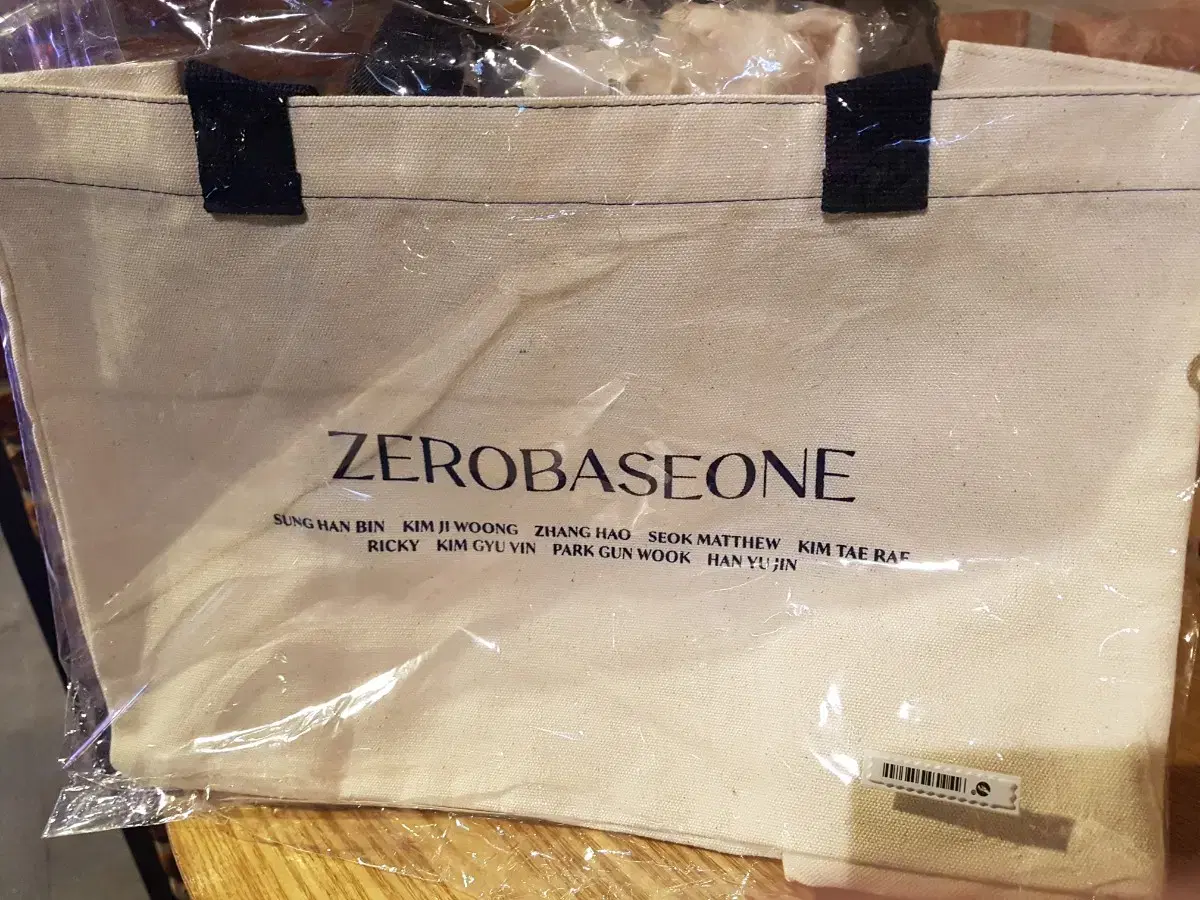 ZEROBASEONE
SUNG HAN BIN KIM JI WOONG ZHANG HAO SEOK MATTHEW KIM TAE RAE
RICKY KIM GYU VIN PARK GUN WOOK HAN YU JIN